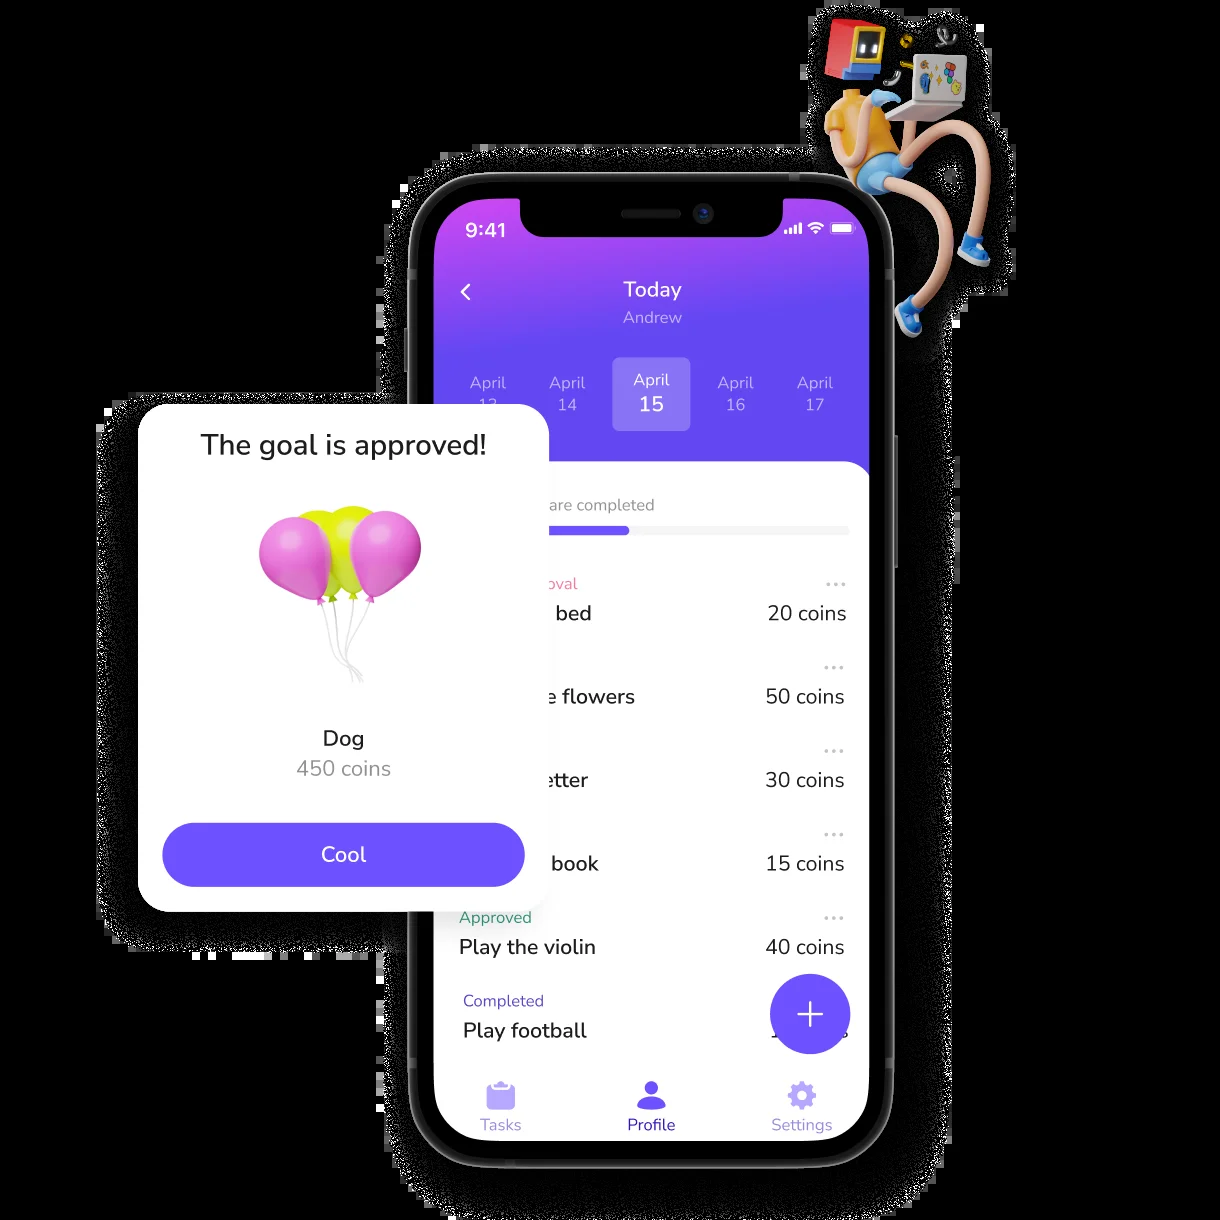 9:41
Today
Andrew
April
April
April
April
April
13
14
15
16
17
The goal is approved!
Dog
450 coins
Cool
are completed
bed
20 coins
flowers
50 coins
30 coins
book
15 coins
Approved
Play the violin
40 coins
Completed
Play football
Tasks
Profile
Settings